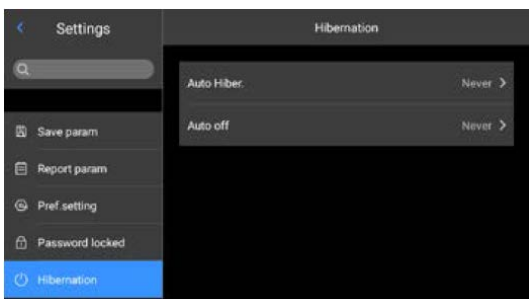 Settings
Save param
Report param
Pref.setting
Password locked
Hibernation
Hibernation
Auto Hiber. Never
Auto off Never